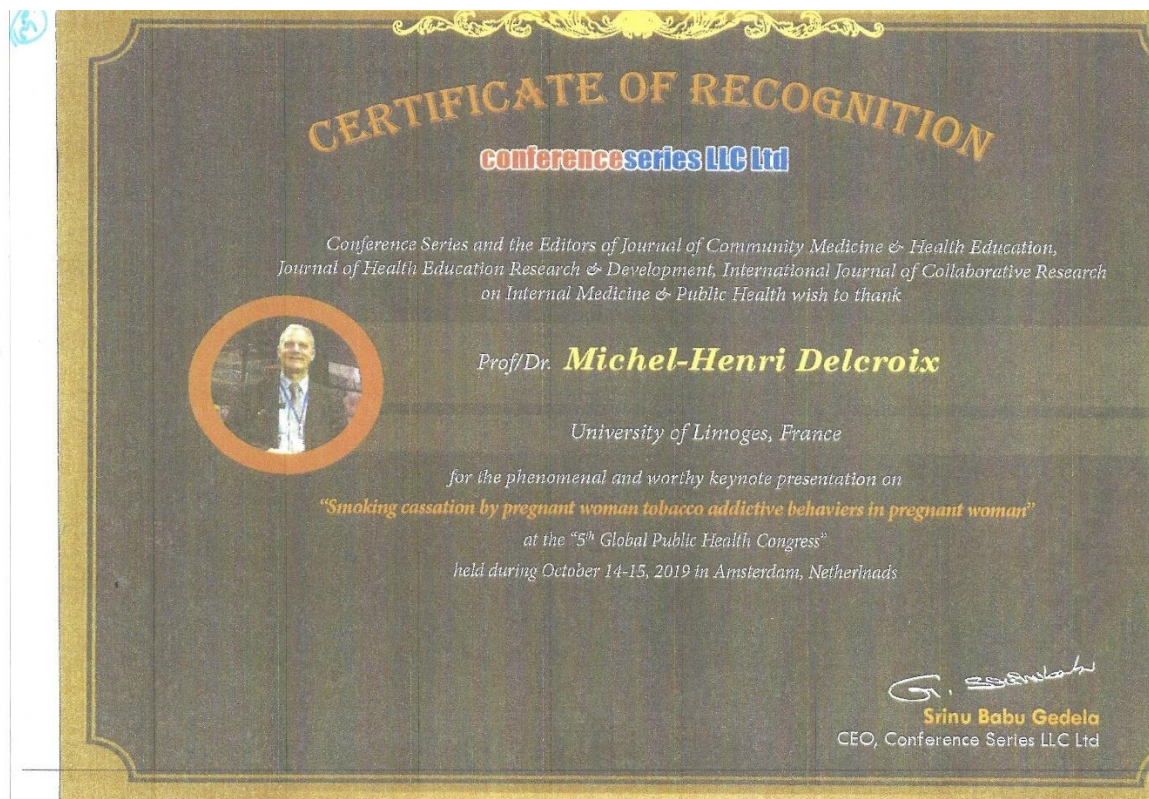 CERTIFICATE OF RECOGNITION
conferenceseries LLC Ltd
Conference Series and the Editors of Journal of Community Medicine & Health Education,
Journal of Health Education Research & Development, International Journal of Collaborative Research
on Internal Medicine & Public Health wish to thank
Prof/Dr. Michel-Henri Delcroix
University of Limoges, France
for the phenomenal and worthy keynote presentation on
"Smoking cassation by pregnant woman tobacco addictive behaviers in pregnant woman"
at the "5th Global Public Health Congress"
held during October 14-15, 2019 in Amsterdam, Netherlnads
Srinu Babu Gedela
CEO, Conference Series LLC Ltd